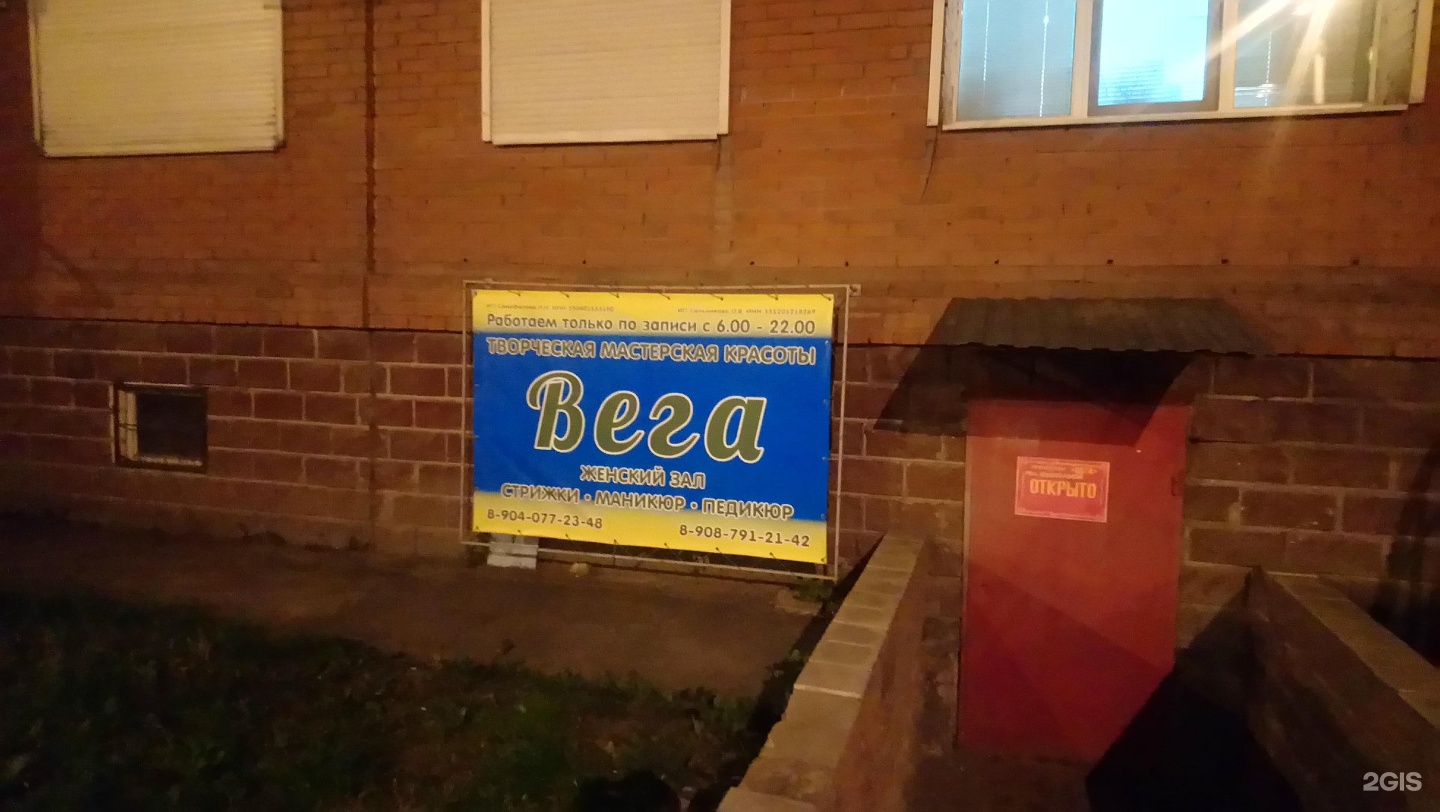 Работаем только по записи с 6.00 - 22.00
ТВОРЧЕСКАЯ МАСТЕРСКАЯ КРАСОТЫ
Вега
ЖЕНСКИЙ ЗАЛ
СТРИЖКИ • МАНИКЮР • ПЕДИКЮР
8-904-077-23-48 8-908-791-21-42
ОТКРЫТО
2GIS